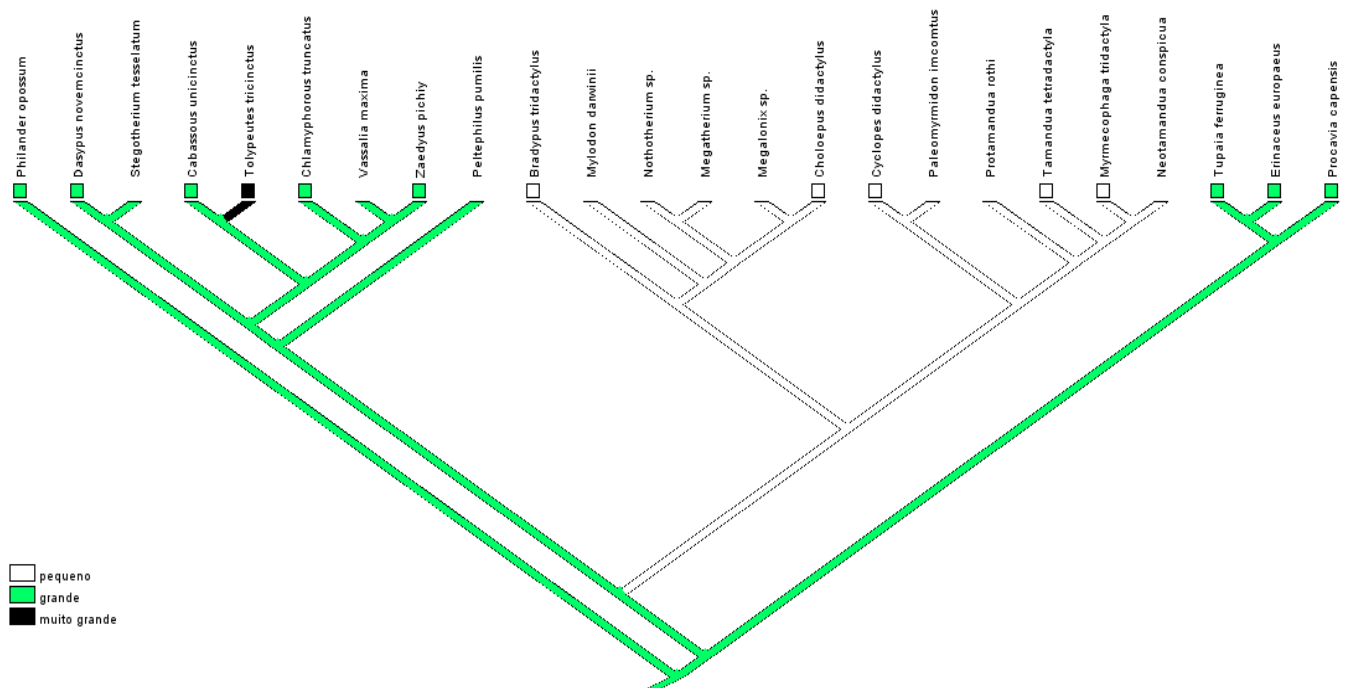 Philander opossum
Dasypus novemcinctus
Stegotherium tesselatum
Cabassous unicinctus
Tolypeutes tricinctus
Chlamyphorous truncatus
Vassalia maxima
Zaedyus pichiy
Peltephilus pumilis
Bradypus tridactylus
Mylodon darwinii
Nothotherium sp.
Megatherium sp.
Megalonix sp.
Choloepus didactylus
Cyclopes didactylus
Paleomyrmidon imcomtus
Protamandua rothi
Tamandua tetradactyla
Myrmecophaga tridactyla
Neotamandua conspicua
Tupaia ferruginea
Erinaceus europaeus
Procavia capensis
pequeno
grande
muito grande